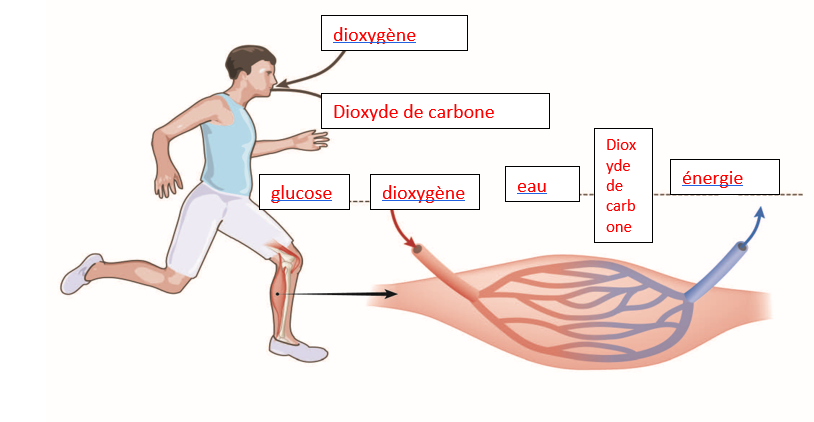 dioxygène
Dioxyde de carbone
glucose
dioxygène
eau
Diox
yde
de
carb
one
énergie